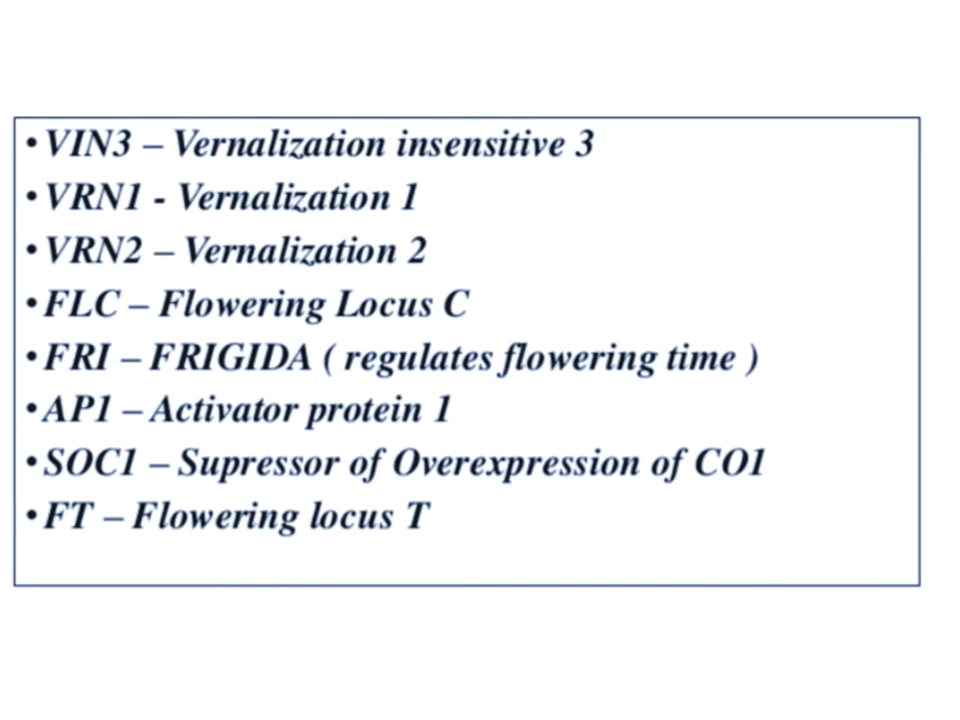 • VIN3 – Vernalization insensitive 3
• VRN1 - Vernalization 1
• VRN2 – Vernalization 2
• FLC – Flowering Locus C
• FRI – FRIGIDA ( regulates flowering time )
• AP1 – Activator protein 1
• SOC1 – Supressor of Overexpression of CO1
• FT – Flowering locus T